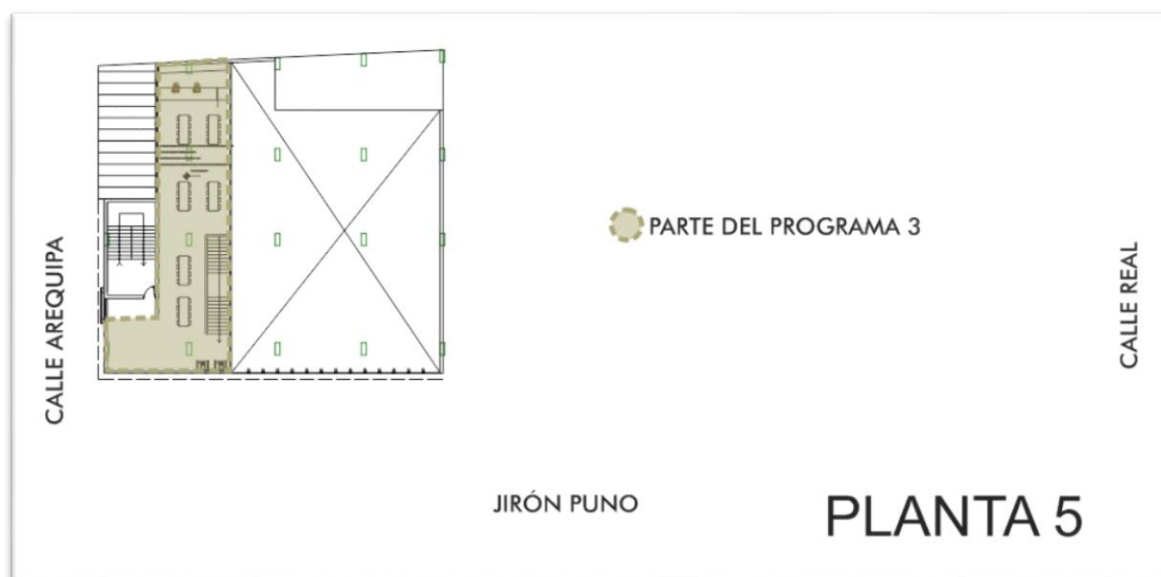 PARTE DEL PROGRAMA 3
CALLE AREQUIPA
CALLE REAL
JIRÓN PUNO
PLANTA 5